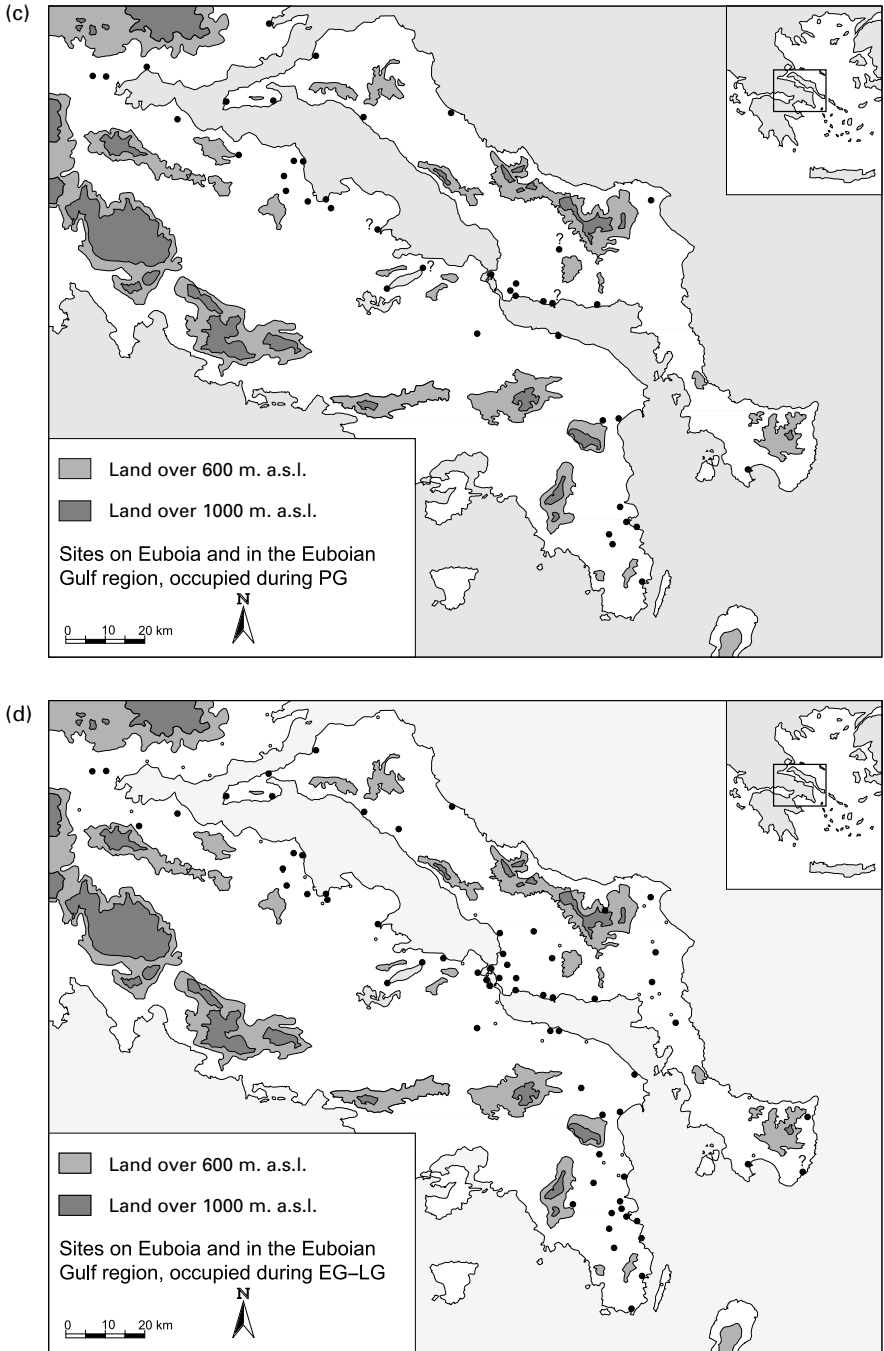 (c)
?
?
?
?
Land over 600 m. a.s.l.
Land over 1000 m. a.s.l.
Sites on Euboia and in the Euboian
Gulf region, occupied during PG
N
0 10 20 km
(d)
?
Land over 600 m. a.s.l.
Land over 1000 m. a.s.l.
Sites on Euboia and in the Euboian
Gulf region, occupied during EG–LG
N
0 10 20 km